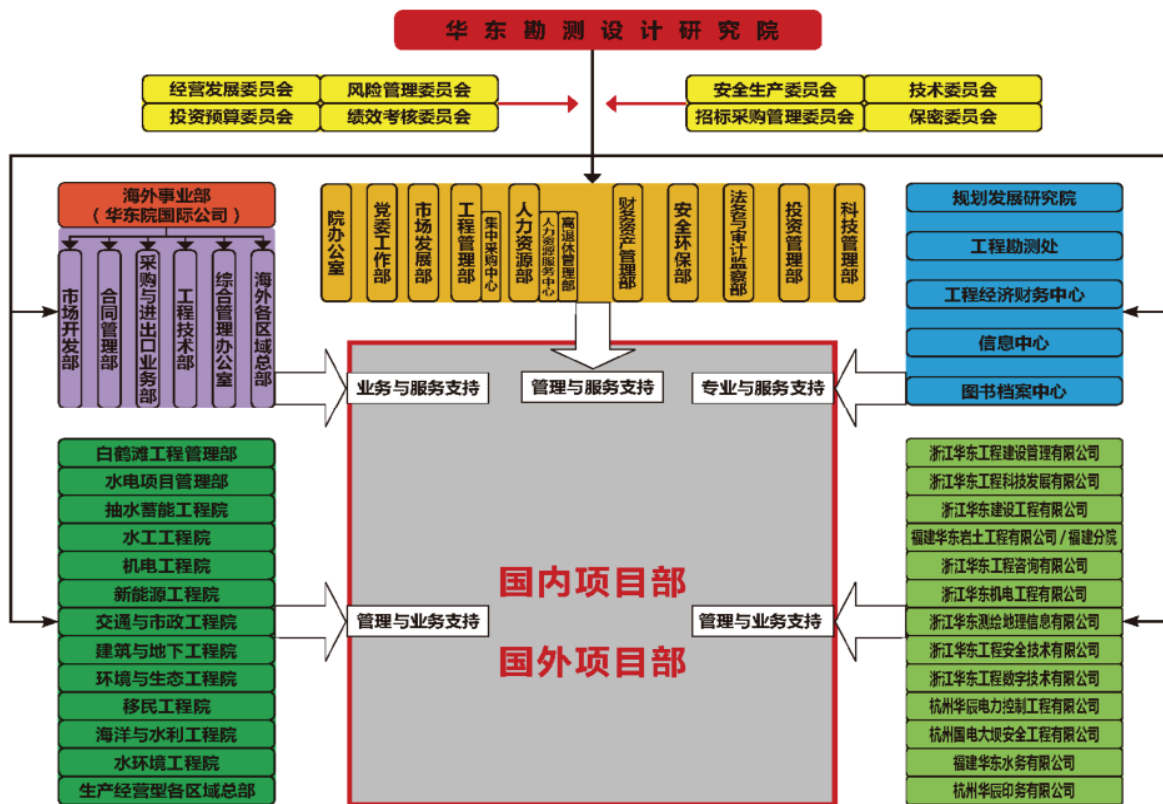 华东勘测设计研究院
经营发展委员会
风险管理委员会
投资预算委员会
绩效考核委员会
安全生产委员会
技术委员会
招标采购管理委员会
保密委员会
海外事业部
（华东院国际公司）
市场开发部
合同管理部
采购与进出口业务部
工程技术部
综合管理办公室
海外各区域总部
院办公室
党委工作部
市场发展部
工程管理部
集中采购中心
人力资源部
人力资源服务中心
离退休管理部
财务资产管理部
安全环保部
法务与审计监察部
投资管理部
科技管理部
规划发展研究院
工程勘测处
工程经济财务中心
信息中心
图书档案中心
业务与服务支持
管理与服务支持
专业与服务支持
白鹤滩工程管理部
水电项目管理部
抽水蓄能工程院
水工工程院
机电工程院
新能源工程院
交通与市政工程院
建筑与地下工程院
环境与生态工程院
移民工程院
海洋与水利工程院
水环境工程院
生产经营型各区域总部
管理与业务支持
国内项目部
国外项目部
管理与业务支持
浙江华东工程建设管理有限公司
浙江华东工程科技发展有限公司
浙江华东建设工程有限公司
福建华东岩土工程有限公司/福建分院
浙江华东工程咨询有限公司
浙江华东机电工程有限公司
浙江华东测绘地理信息有限公司
浙江华东工程安全技术有限公司
浙江华东工程数字技术有限公司
杭州华辰电力控制工程有限公司
杭州国电大坝安全工程有限公司
福建华东水务有限公司
杭州华辰印务有限公司